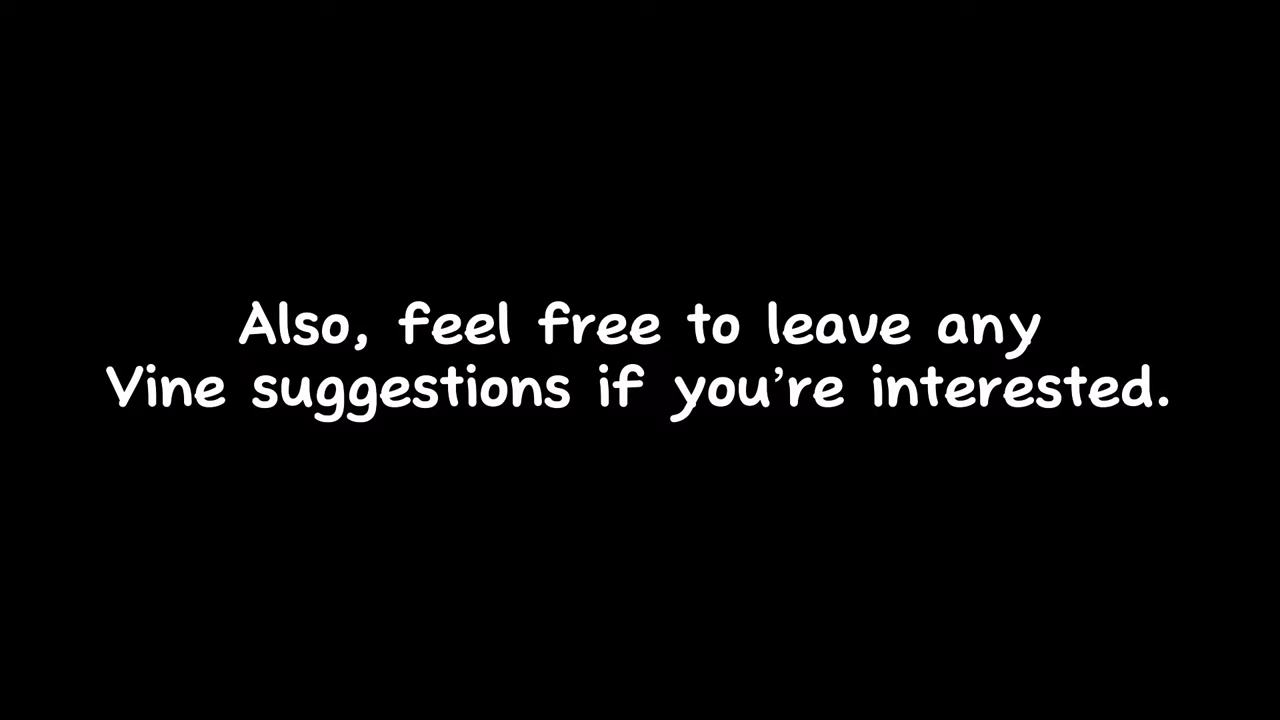 Also, feel free to leave any
Vine suggestions if you’re interested.